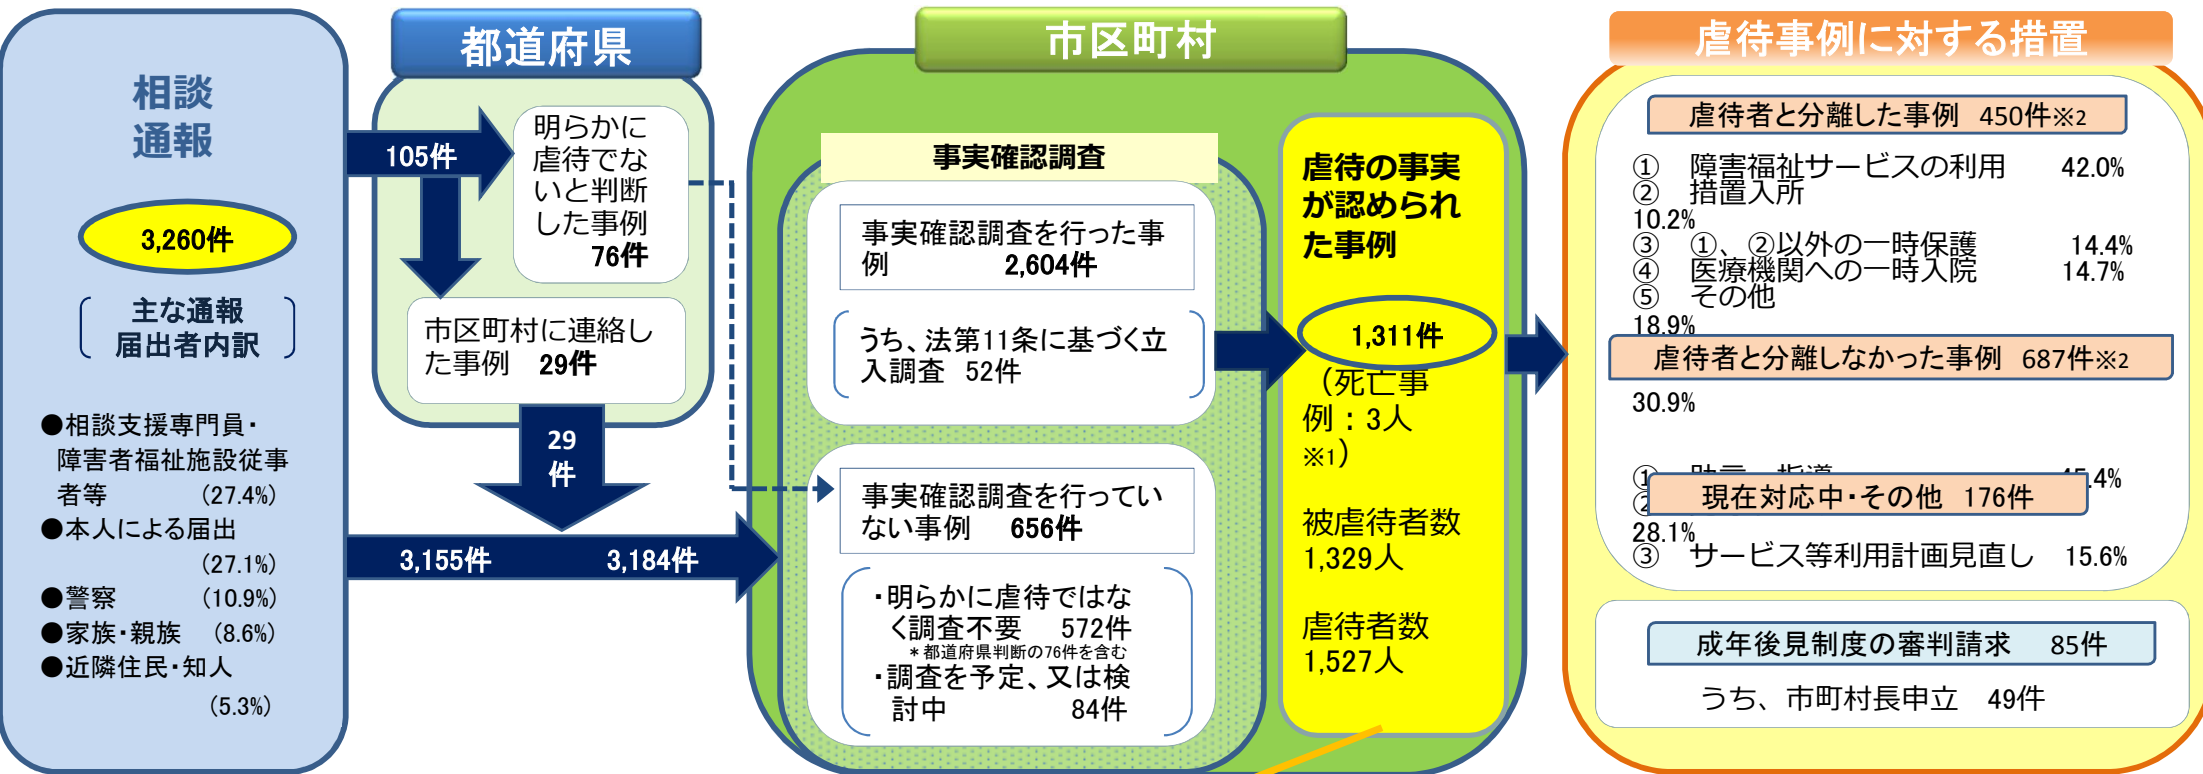 相談
通報
3,260件
主な通報
届出者内訳
●相談支援専門員・
障害者福祉施設従事
者等 (27.4%)
●本人による届出
(27.1%)
●警察 (10.9%)
●家族・親族 (8.6%)
●近隣住民・知人
(5.3%)
都道府県
105件
明らかに
虐待でな
いと判断
した事例
76件
市区町村に連絡し
た事例 29件
29
件
3,155件 3,184件
市区町村
事実確認調査
事実確認調査を行った事
例 2,604件
うち、法第11条に基づく立
入調査 52件
事実確認調査を行ってい
ない事例 656件
・明らかに虐待ではな
く調査不要 572件
*都道府県判断の76件を含む
・調査を予定、又は検
討中 84件
虐待の事実
が認められ
た事例
1,311件
（死亡事
例：3人
※1）
被虐待者数
1,329人
虐待者数
1,527人
虐待事例に対する措置
虐待者と分離した事例 450件※2
① 障害福祉サービスの利用 42.0%
② 措置入所
10.2%
③ ①、②以外の一時保護 14.4%
④ 医療機関への一時入院 14.7%
⑤ その他
18.9%
虐待者と分離しなかった事例 687件※2
30.9%
① 助言・指導 45.4%
現在対応中・その他 176件
②
28.1%
③ サービス等利用計画見直し 15.6%
成年後見制度の審判請求 85件
うち、市町村長申立 49件